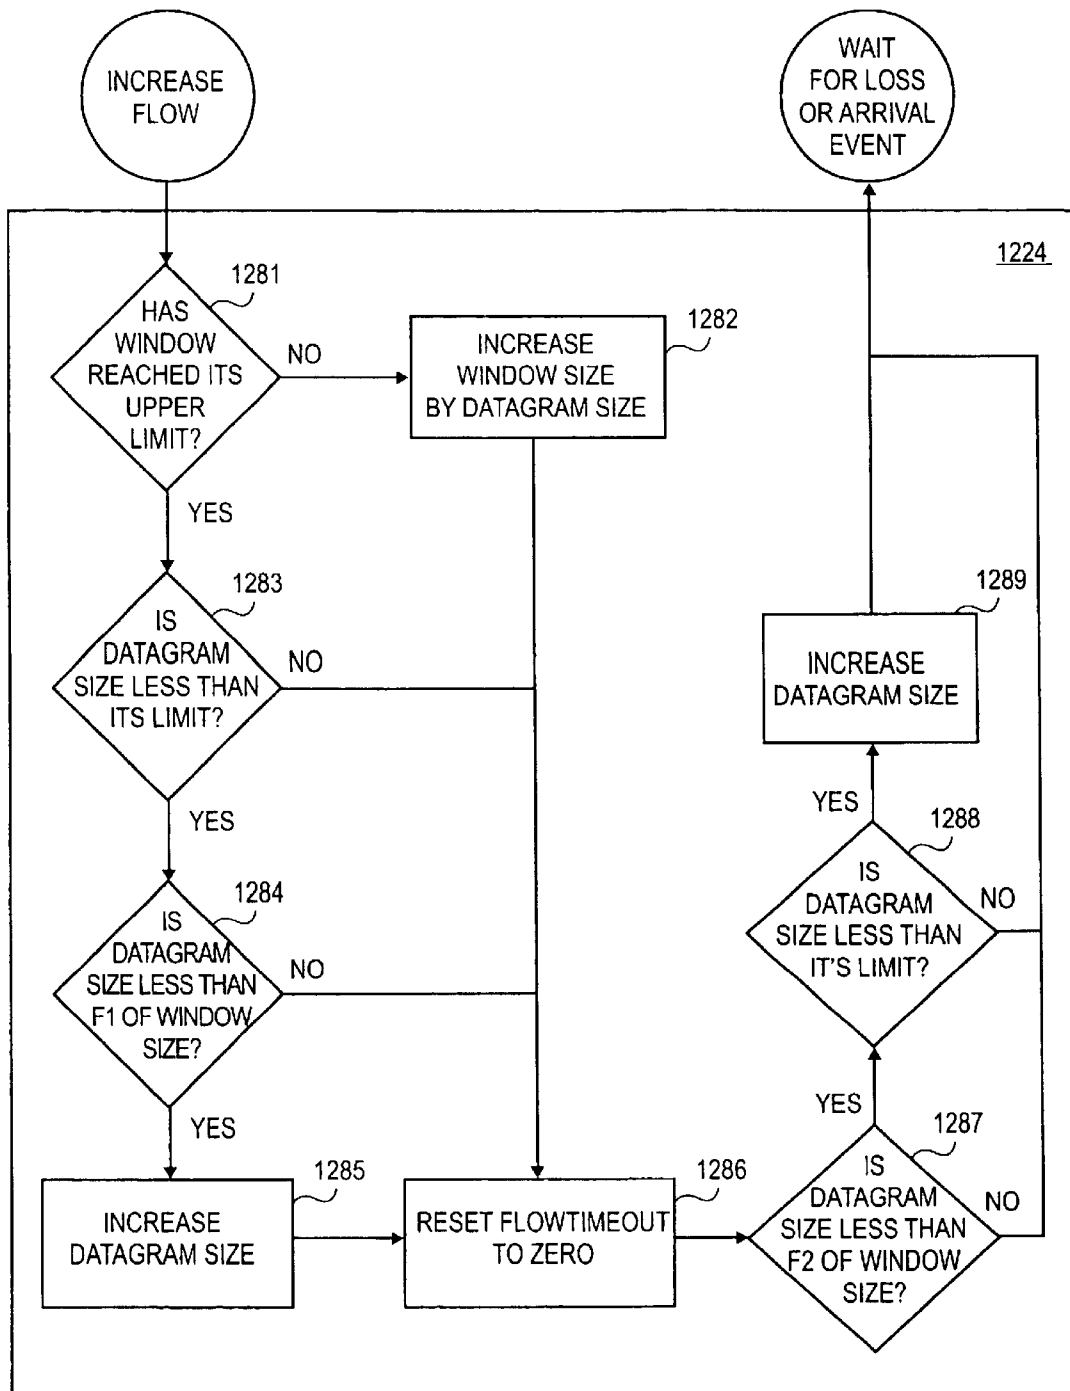 INCREASE
FLOW
WAIT
FOR LOSS
OR ARRIVAL
EVENT
1224
1281
HAS
WINDOW
REACHED ITS
UPPER
LIMIT?
NO
YES
1282
INCREASE
WINDOW SIZE
BY DATAGRAM SIZE
1283
IS
DATAGRAM
SIZE LESS THAN
ITS LIMIT?
NO
YES
1284
IS
DATAGRAM
SIZE LESS THAN
F1 OF WINDOW
SIZE?
NO
YES
1285
INCREASE
DATAGRAM SIZE
1286
RESET FLOWTIMEOUT
TO ZERO
1287
IS
DATAGRAM
SIZE LESS THAN
F2 OF WINDOW
SIZE?
NO
YES
1288
IS
DATAGRAM
SIZE LESS THAN
IT'S LIMIT?
NO
YES
1289
INCREASE
DATAGRAM SIZE